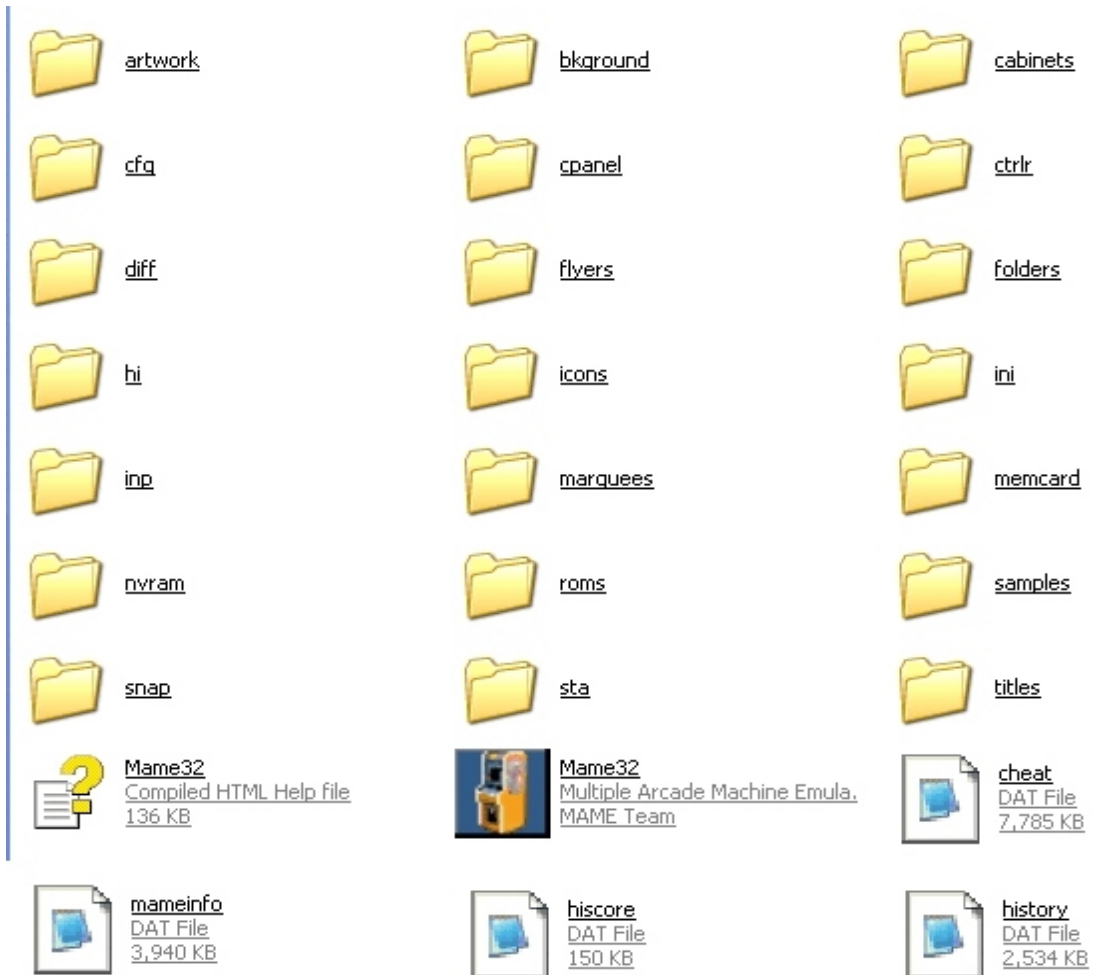 artwork
bkground
cabinets
cfg
cpanel
ctrlr
diff
flyers
folders
hi
icons
ini
inp
marquees
memcard
nvram
roms
samples
snap
sta
titles
Mame32
Compiled HTML Help file
136 KB
Mame32
Multiple Arcade Machine Emula.
MAME Team
cheat
DAT File
7,785 KB
mameinfo
DAT File
3,940 KB
hiscore
DAT File
150 KB
history
DAT File
2,534 KB